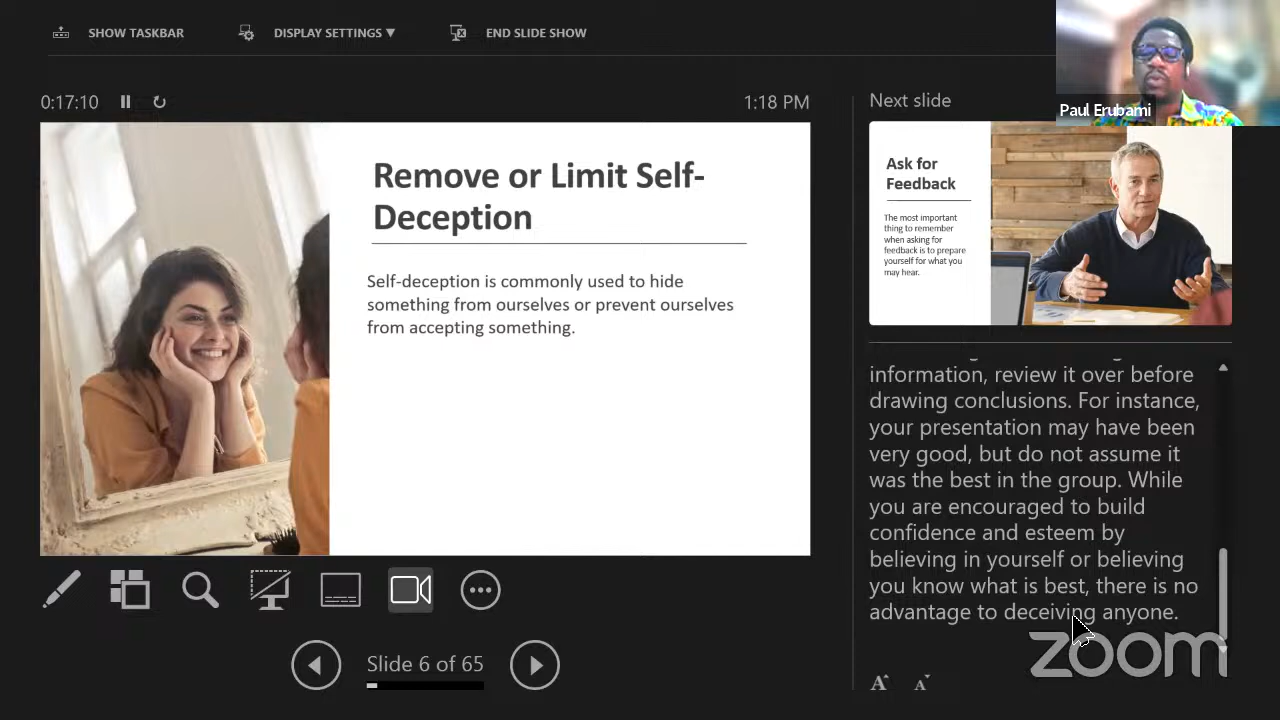 SHOW TASKBAR
DISPLAY SETTINGS ▼
END SLIDE SHOW
0:17:10
1:18 PM
Next slide
Paul Erubami
Remove or Limit Self-
Deception
Self-deception is commonly used to hide
something from ourselves or prevent ourselves
from accepting something.
Ask for
Feedback
The most important
thing to remember
when asking for
feedback is to prepare
yourself for what you
may hear.
information, review it over before
drawing conclusions. For instance,
your presentation may have been
very good, but do not assume it
was the best in the group. While
you are encouraged to build
confidence and esteem by
believing in yourself or believing
you know what is best, there is no
advantage to deceiving anyone.
Slide 6 of 65
A A
zoom